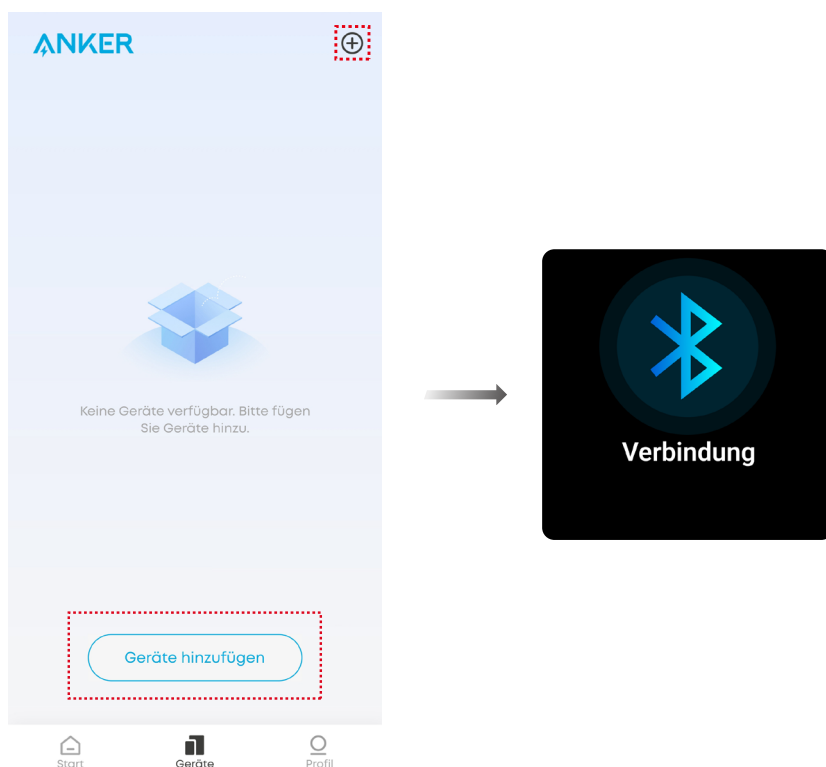 ANKER
Keine Geräte verfügbar. Bitte fügen
Sie Geräte hinzu.
Geräte hinzufügen
Start
Geräte
Profil
Verbindung